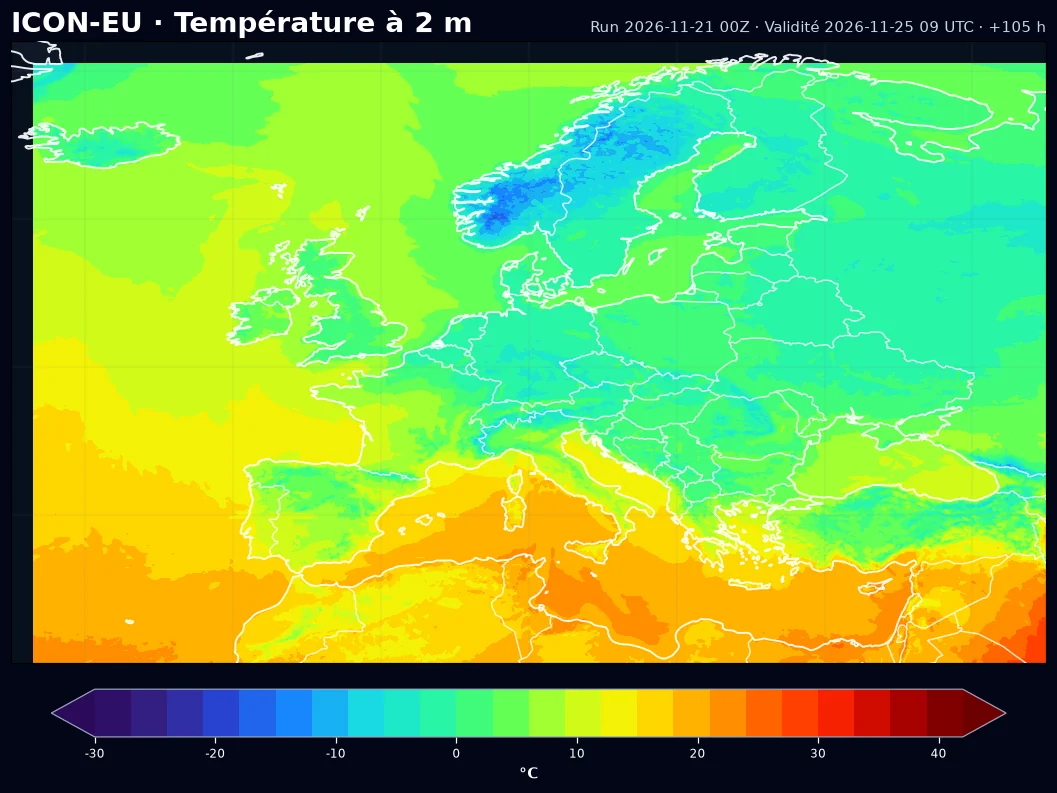 ICON-EU · Température à 2 m
Run 2026-11-21 00Z · Validité 2026-11-25 09 UTC · +105 h
-30 -20 -10 0 10 20 30 40
°C